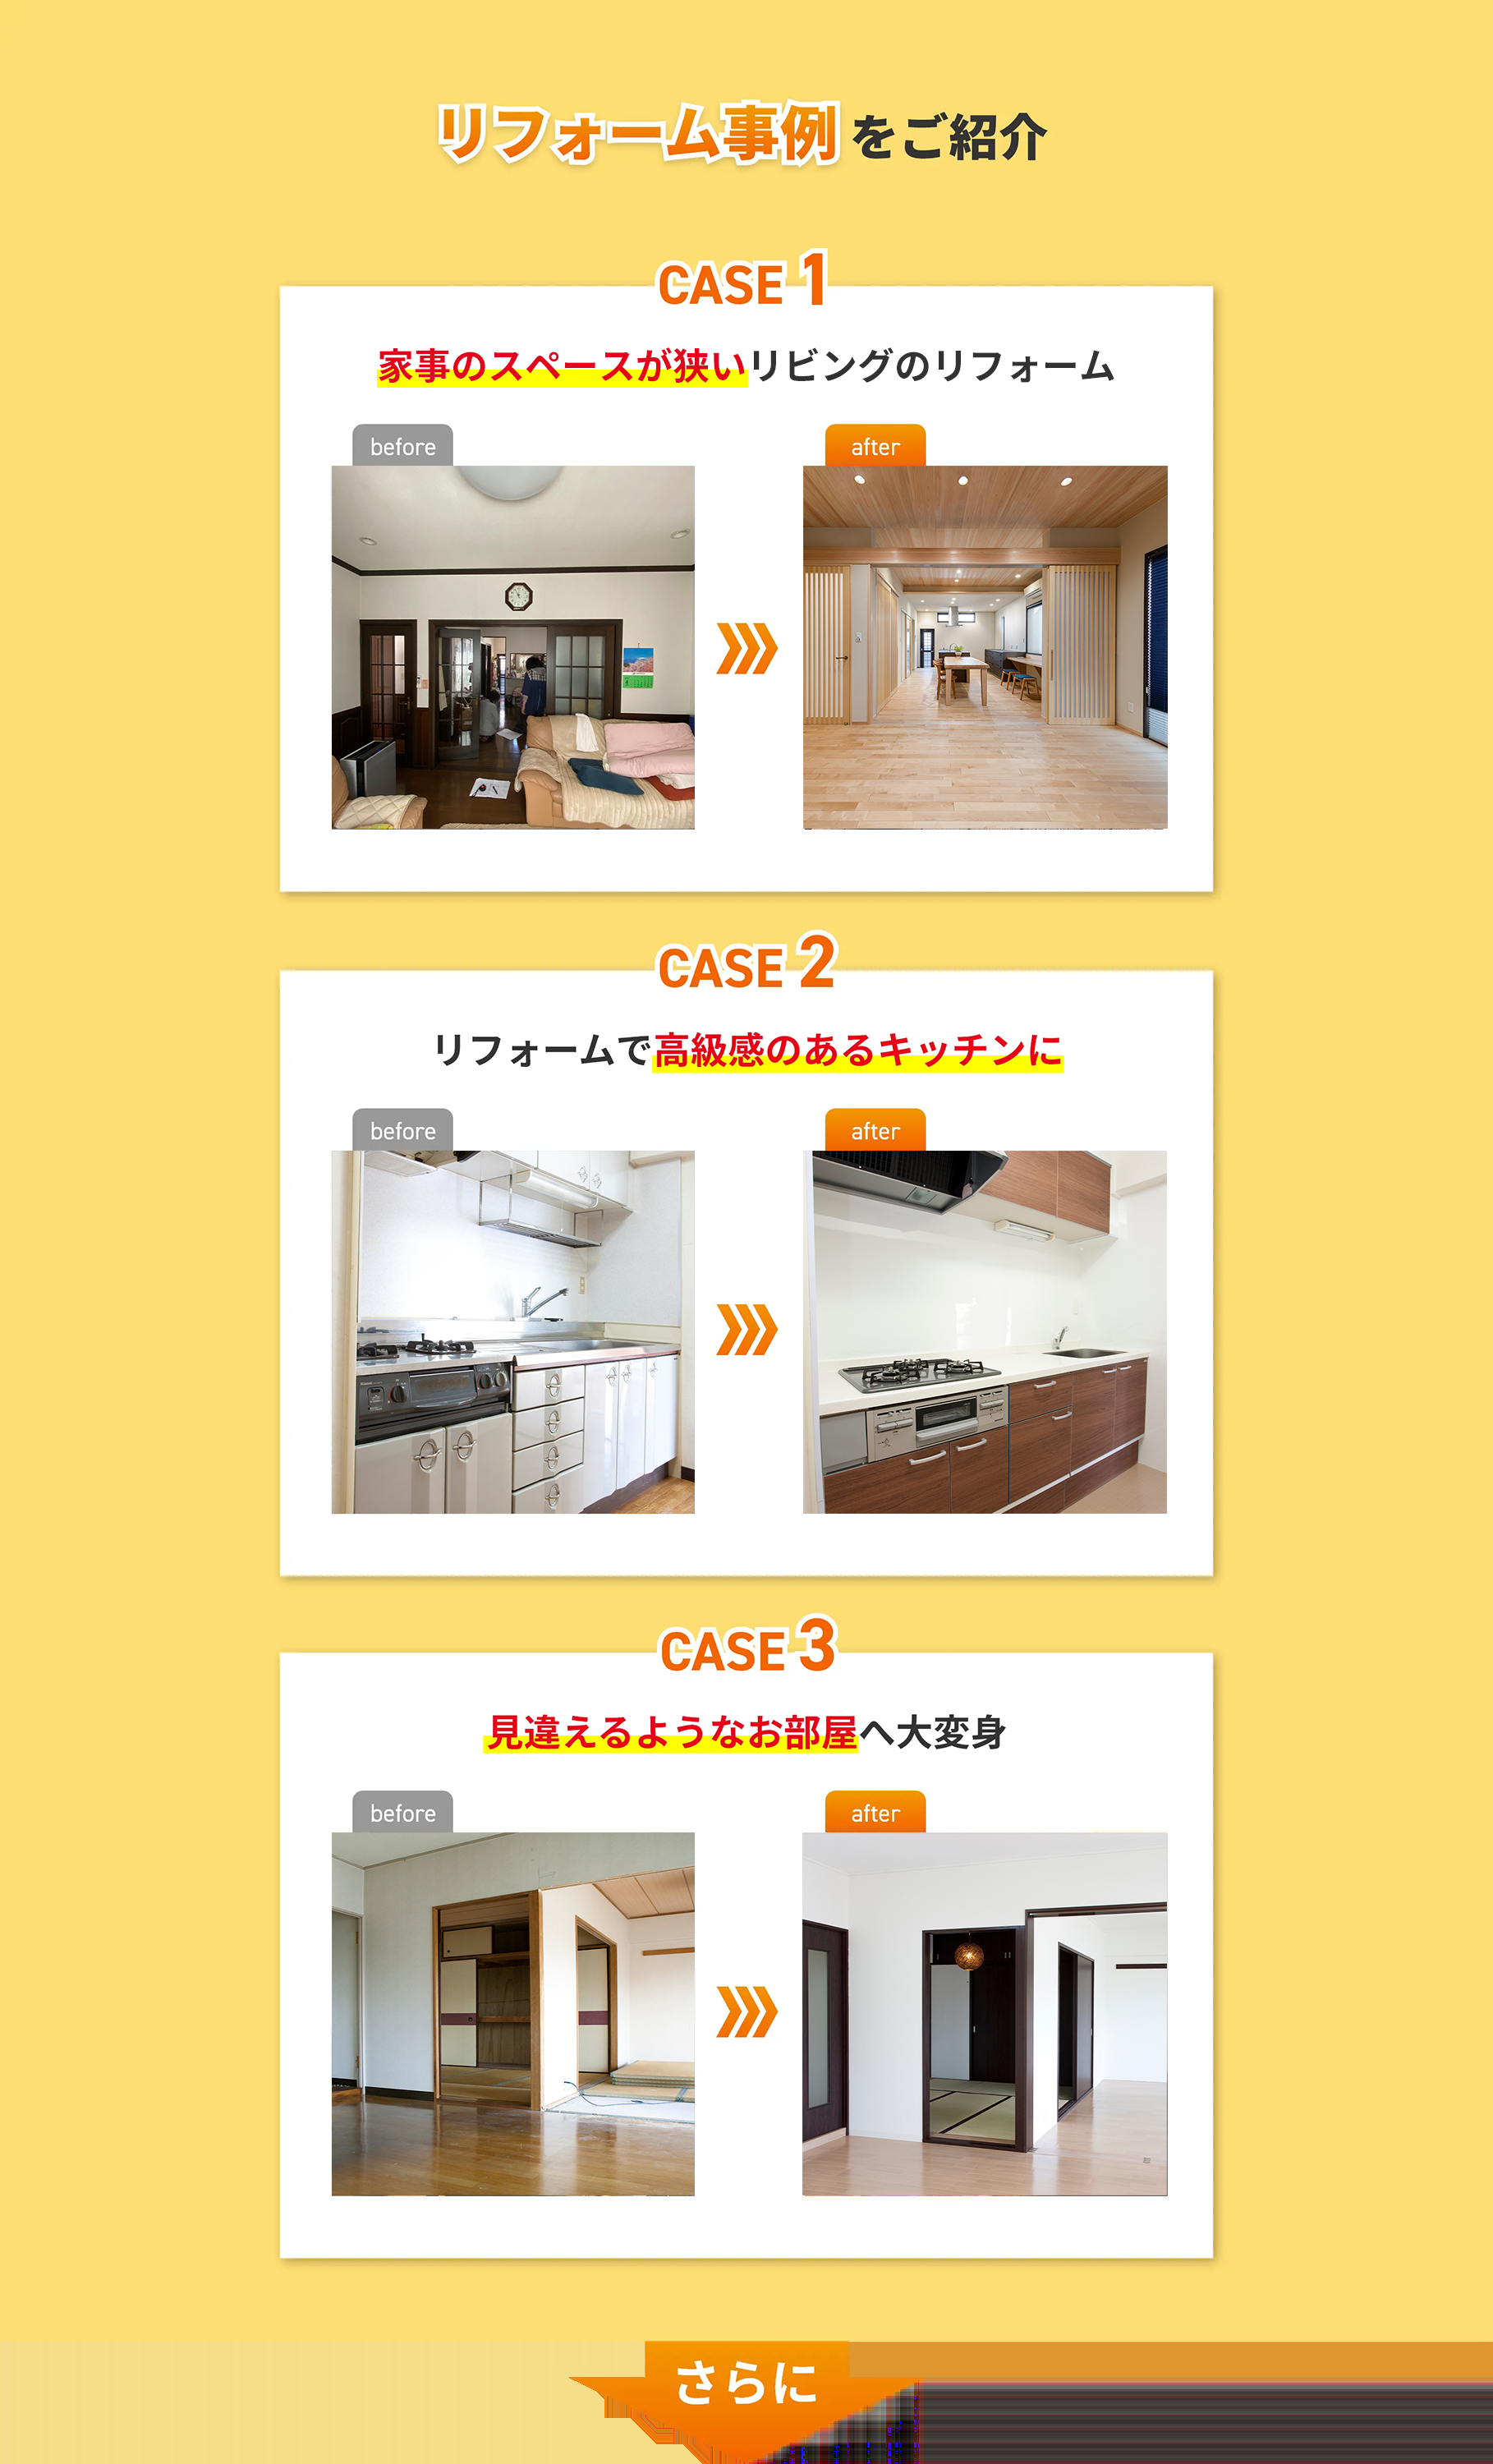 リフォーム事例をご紹介
CASE 1
家事のスペースが狭いリビングのリフォーム
before
after
CASE 2
リフォームで高級感のあるキッチンに
before
after
CASE 3
見違えるようなお部屋へ大変身
before
after
さらに